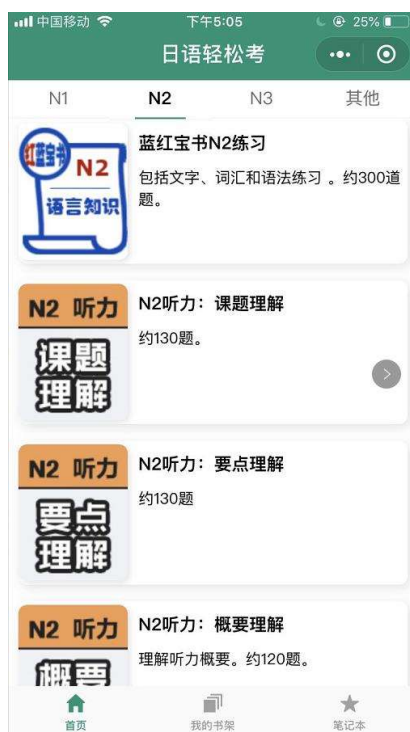 中国移动 下午5:05 25%
日语轻松考
N1 N2 N3 其他
红蓝宝书
N2
语言知识
蓝红宝书N2练习
包括文字、词汇和语法练习 。约300道
题。
N2 听力
课题
理解
N2听力：课题理解
约130题。
N2 听力
要点
理解
N2听力：要点理解
约130题
N2 听力
概要
N2听力：概要理解
理解听力概要。约120题。
首页 我的书架 笔记本